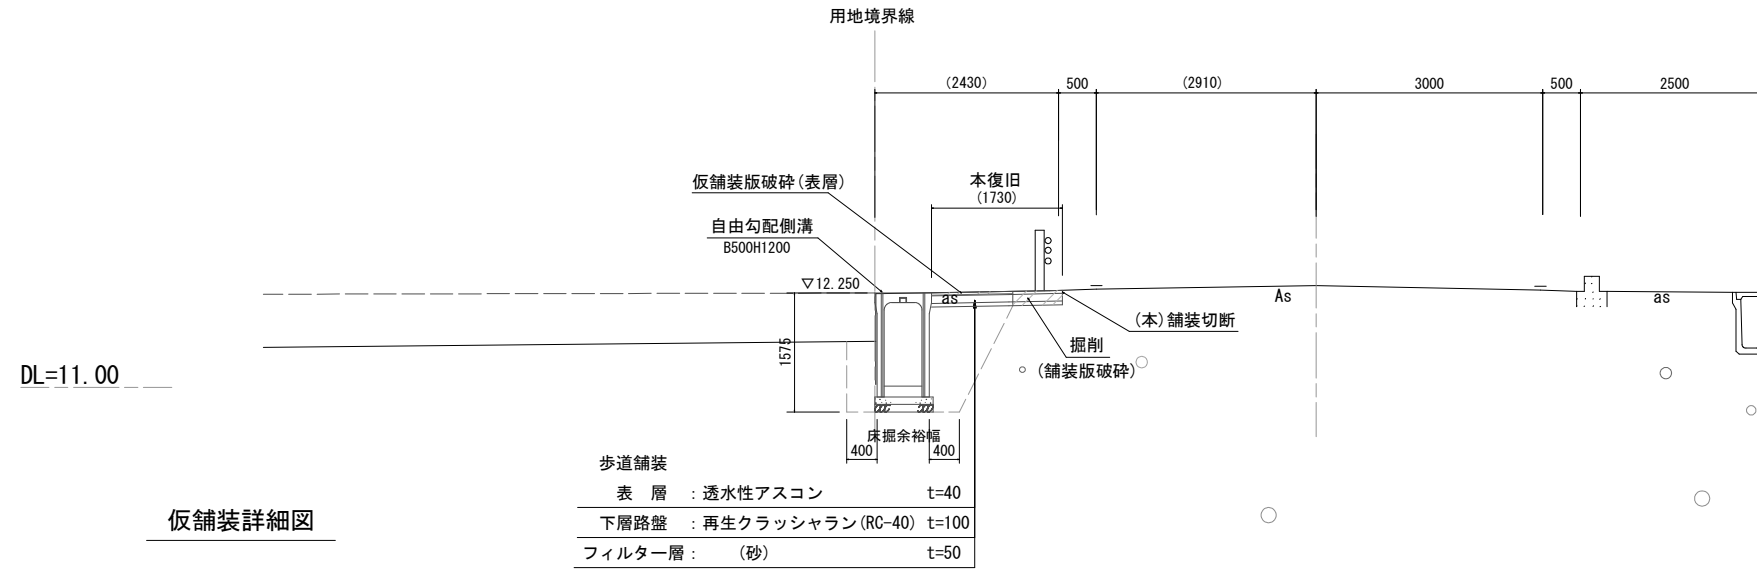 用地境界線
(2430) 500 (2910) 3000 500 2500
仮舗装版破砕(表層)
本復旧
(1730)
自由勾配側溝
B500H1200
▽12.250
as As as
(本)舗装切断
1575
掘削
(舗装版破砕)
DL=11.00
床掘余裕幅
400 400
歩道舗装
表 層 : 透水性アスコン t=40
下層路盤 : 再生クラッシャラン(RC-40) t=100
フィルター層 : (砂) t=50
仮舗装詳細図